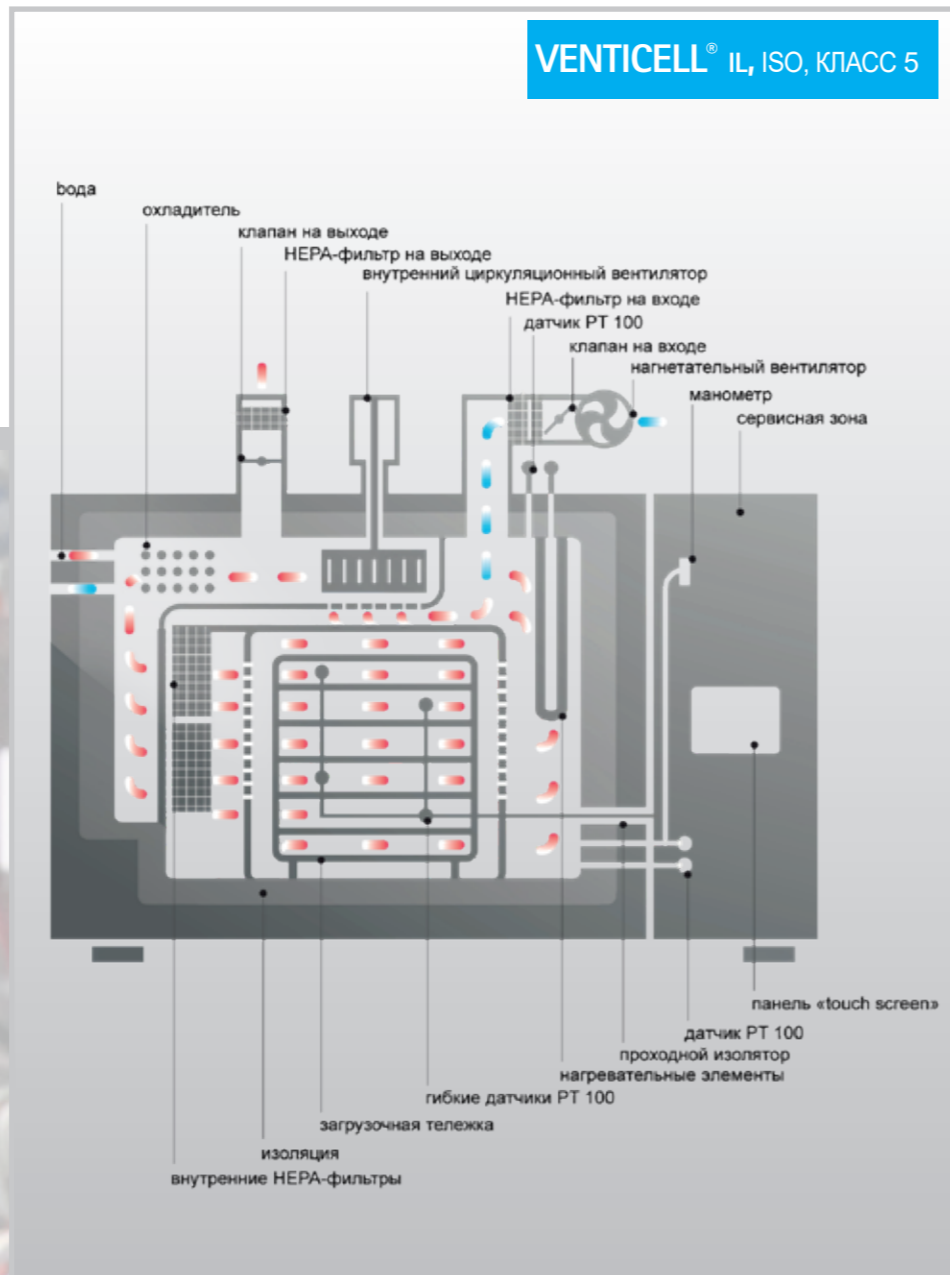 VENTICELL® IL, ISO, КЛАСС 5
вода
охладитель
клапан на выходе
HEPA-фильтр на выходе
внутренний циркуляционный вентилятор
HEPA-фильтр на входе
датчик PT 100
клапан на входе
нагнетательный вентилятор
манометр
сервисная зона
панель «touch screen»
датчик PT 100
проходной изолятор
нагревательные элементы
гибкие датчики PT 100
загрузочная тележка
изоляция
внутренние HEPA-фильтры